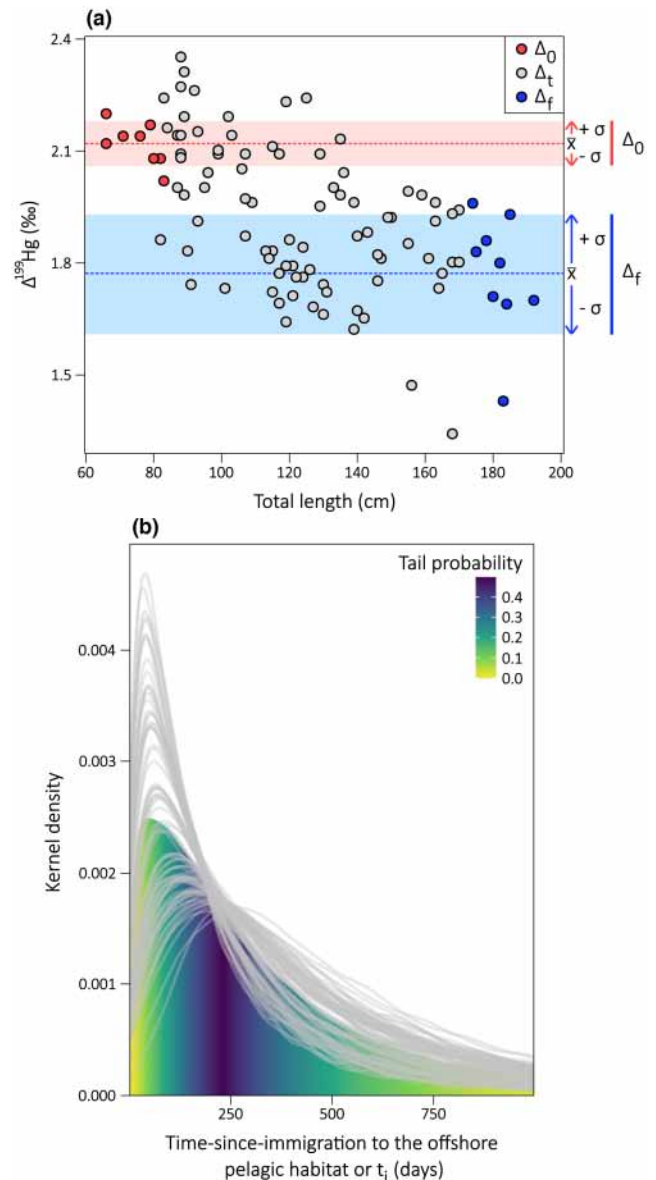 (a)
2.4
2.1
1.8
1.5
Δ¹⁹⁹Hg (‰)
Δ₀
Δₜ
Δf
+ σ
x̄
- σ
Δ₀
+ σ
x̄
- σ
Δf
60 80 100 120 140 160 180 200
Total length (cm)
(b)
Tail probability
0.4
0.3
0.2
0.1
0.0
0.004
0.003
0.002
0.001
0.000
Kernel density
250 500 750
Time-since-immigration to the offshore
pelagic habitat or tᵢ (days)